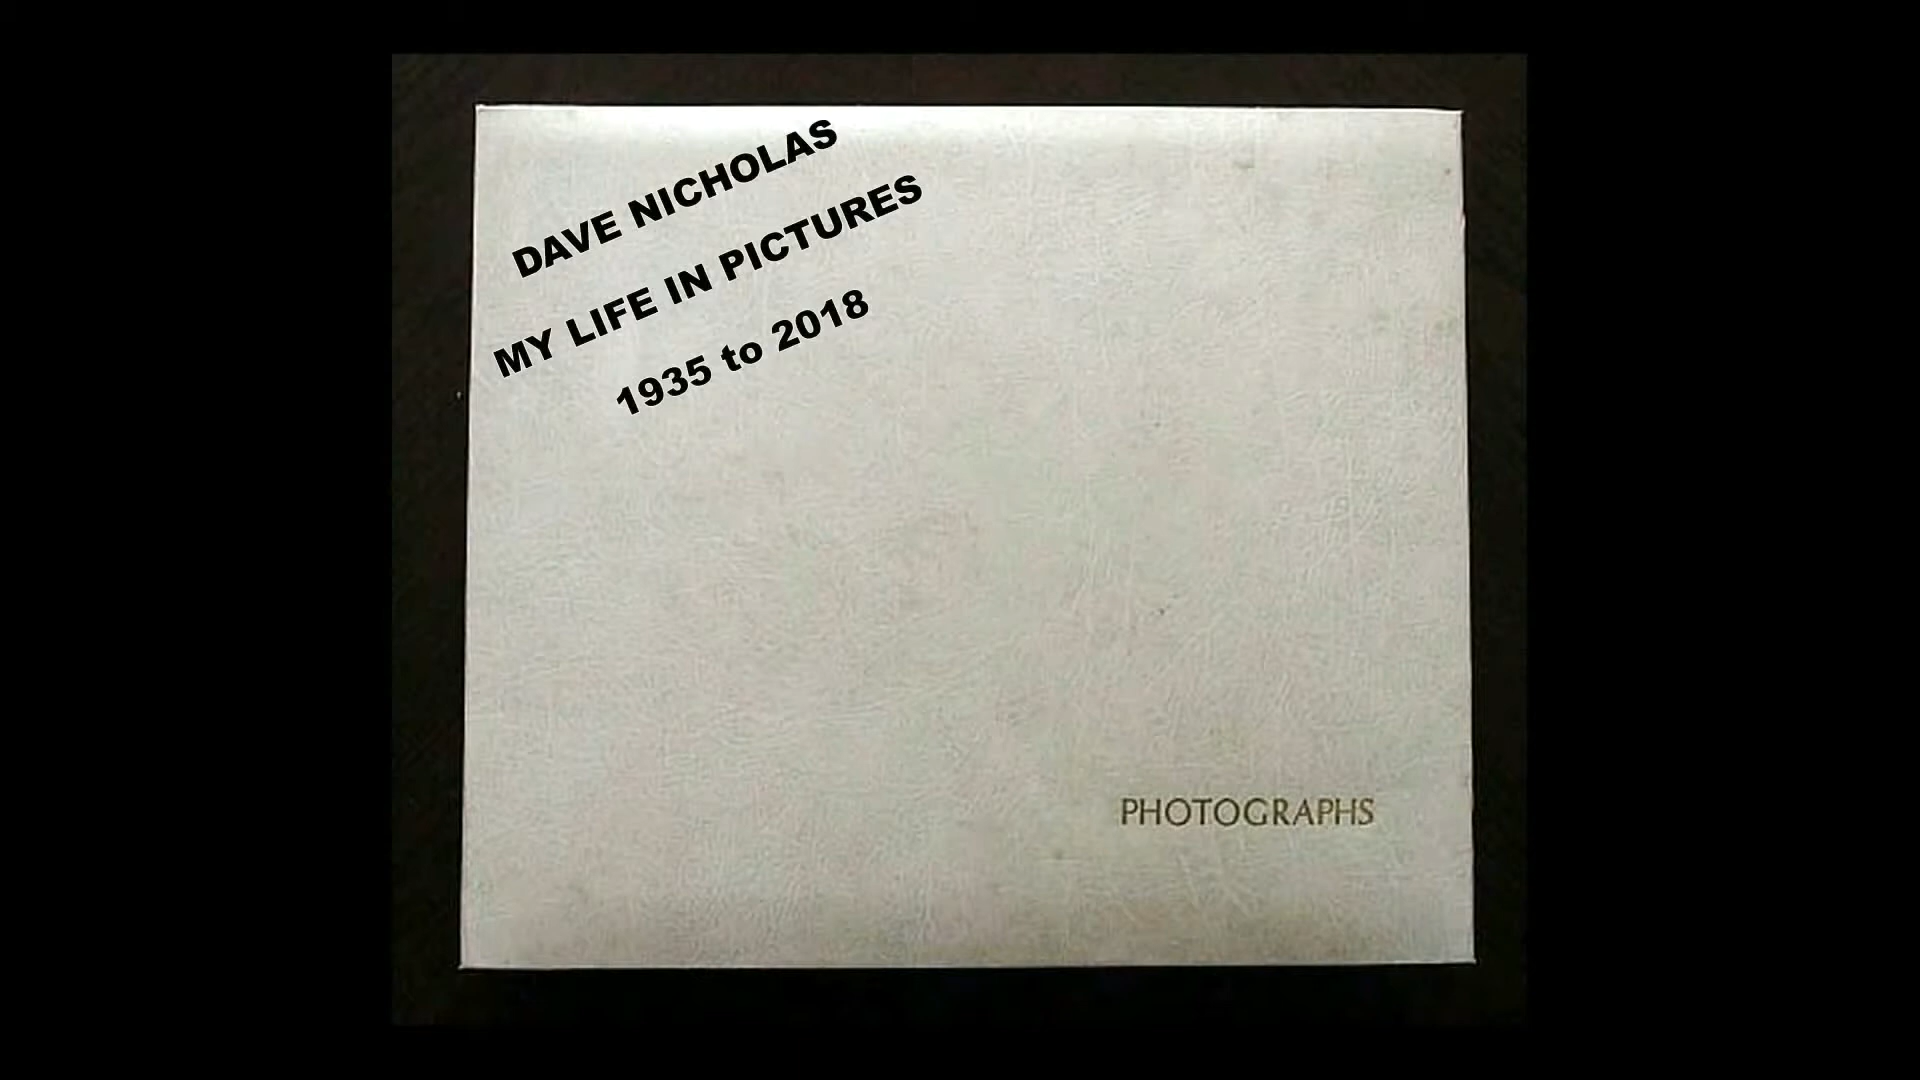 DAVE NICHOLAS
MY LIFE IN PICTURES
1935 to 2018
PHOTOGRAPHS